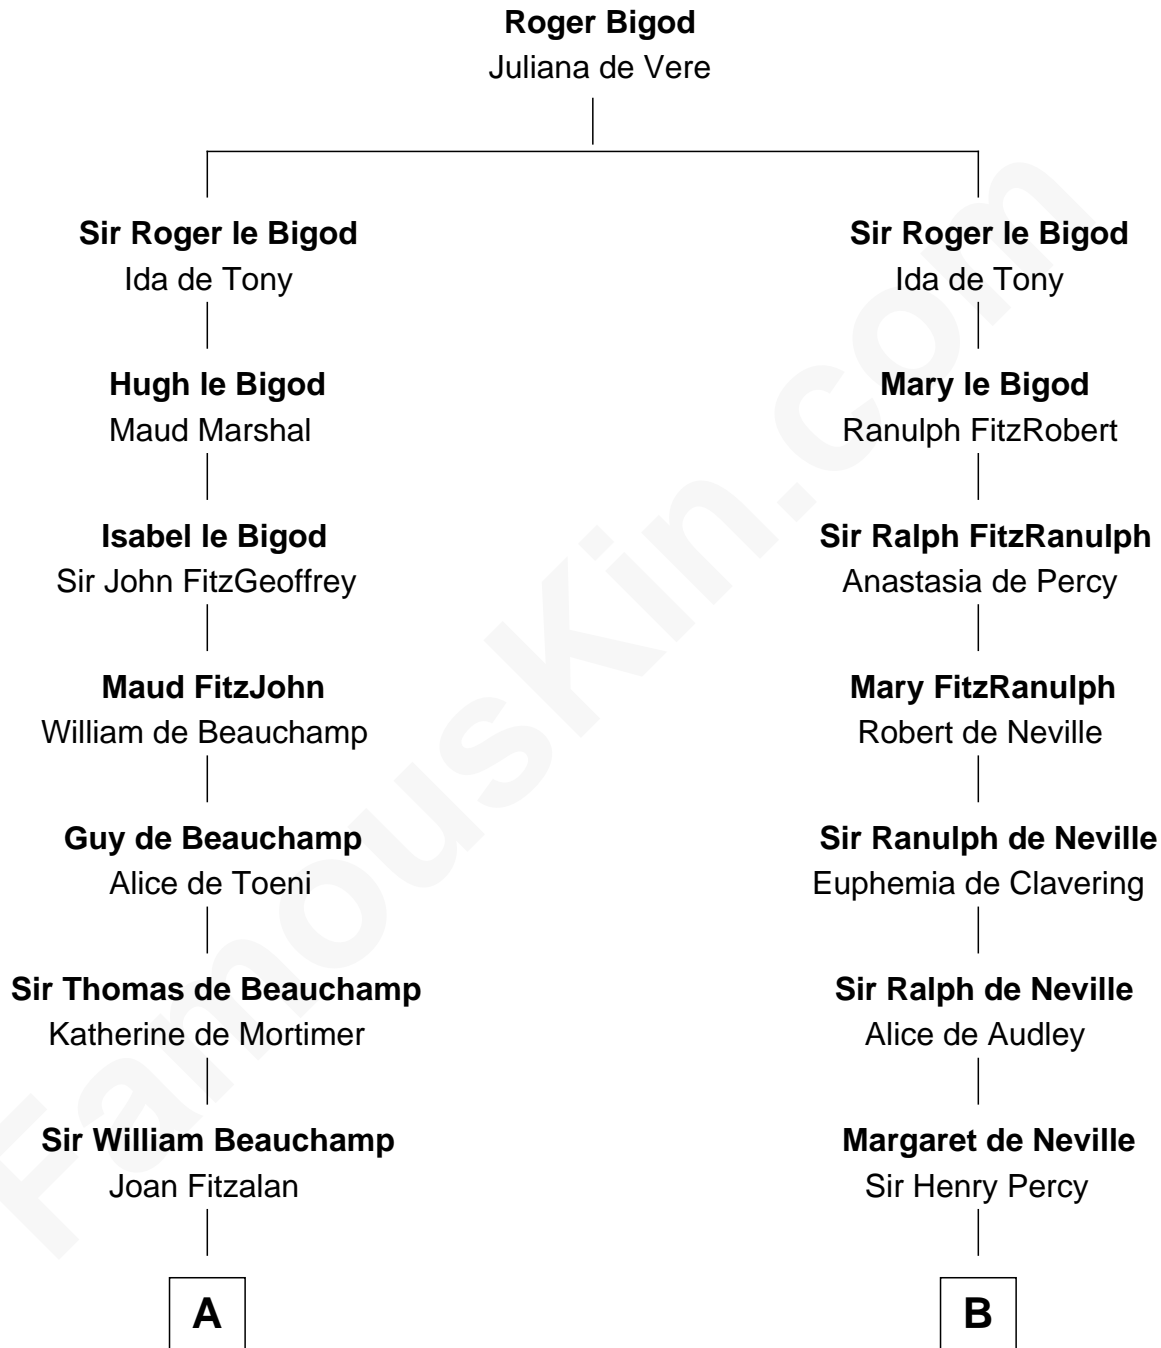 Roger Bigod
Juliana de Vere
Sir Roger le Bigod
Ida de Tony
Hugh le Bigod
Maud Marshal
Isabel le Bigod
Sir John FitzGeoffrey
Maud FitzJohn
William de Beauchamp
Guy de Beauchamp
Alice de Toeni
Sir Thomas de Beauchamp
Katherine de Mortimer
Sir William Beauchamp
Joan Fitzalan
A
Sir Roger le Bigod
Ida de Tony
Mary le Bigod
Ranulph FitzRobert
Sir Ralph FitzRanulph
Anastasia de Percy
Mary FitzRanulph
Robert de Neville
Sir Ranulph de Neville
Euphemia de Clavering
Sir Ralph de Neville
Alice de Audley
Margaret de Neville
Sir Henry Percy
B
FamousKin.com